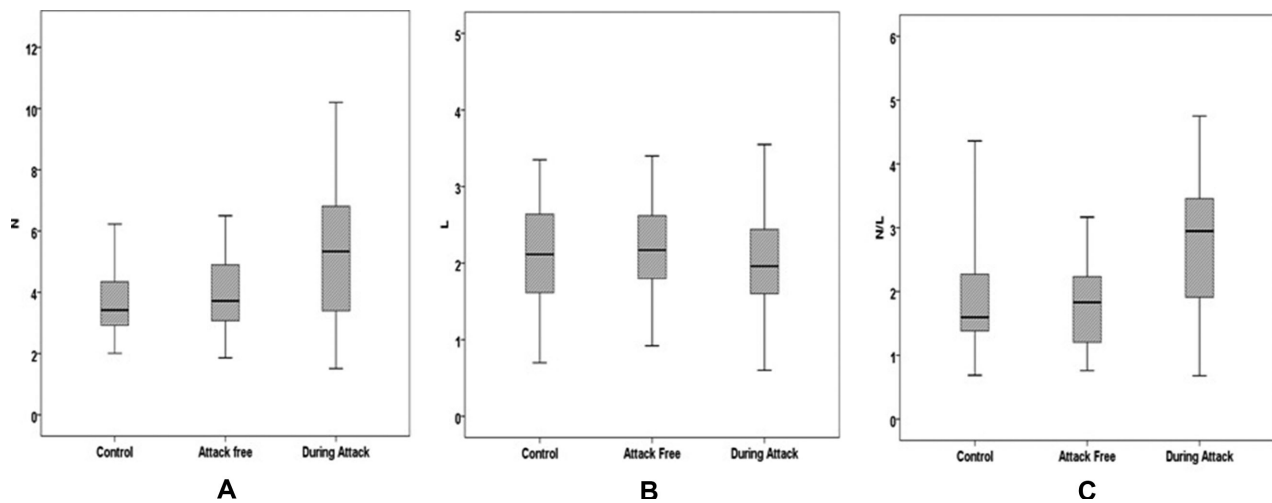 12
10
8
6
4
2
0
N
Control Attack free During Attack
A
5
4
3
2
1
0
L
Control Attack Free During Attack
B
6
5
4
3
2
1
0
N/L
Control Attack Free During Attack
C